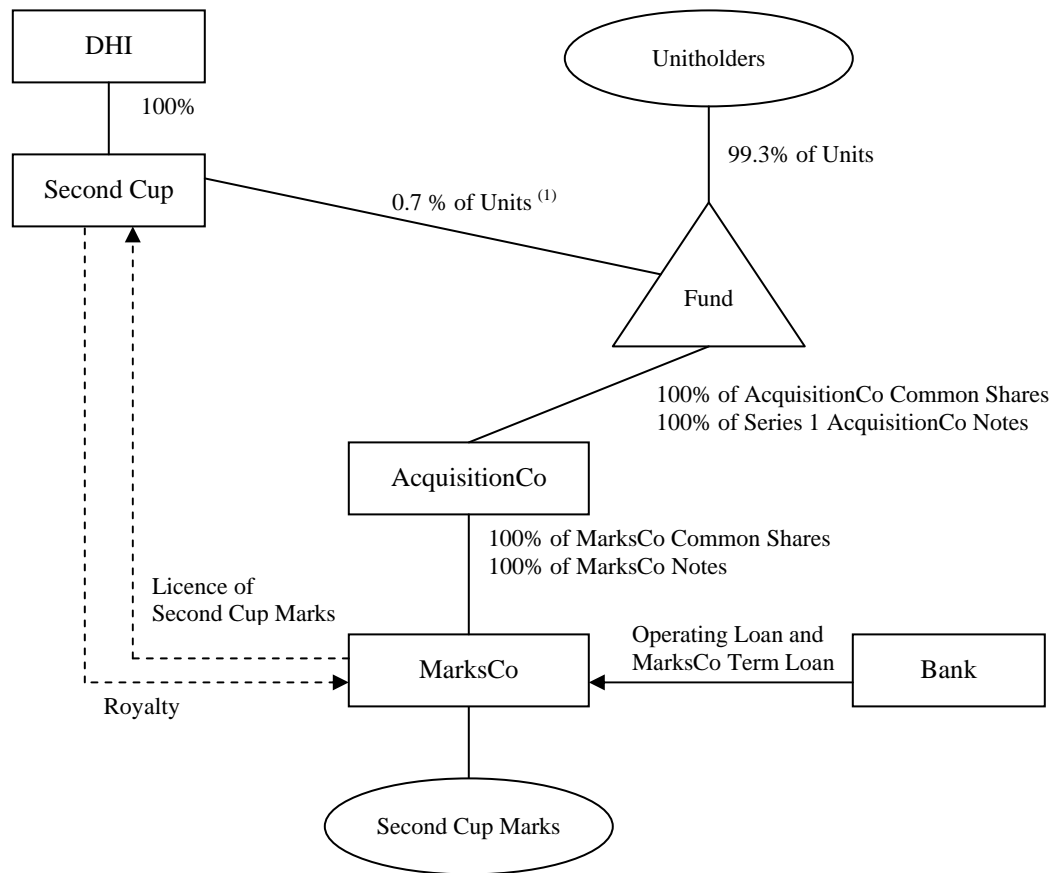 DHI
Unitholders
100%
99.3% of Units
Second Cup
0.7 % of Units (1)
Fund
100% of AcquisitionCo Common Shares
100% of Series 1 AcquisitionCo Notes
AcquisitionCo
100% of MarksCo Common Shares
100% of MarksCo Notes
Licence of
Second Cup Marks
Operating Loan and
MarksCo Term Loan
MarksCo
Bank
Royalty
Second Cup Marks